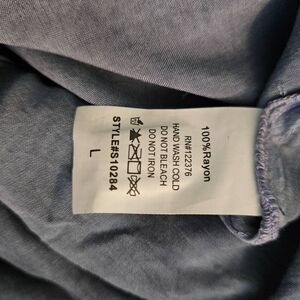 100%Rayon
RN#122376
HAND WASH COLD
DO NOT BLEACH
DO NOT IRON
STYLE#S10284
L